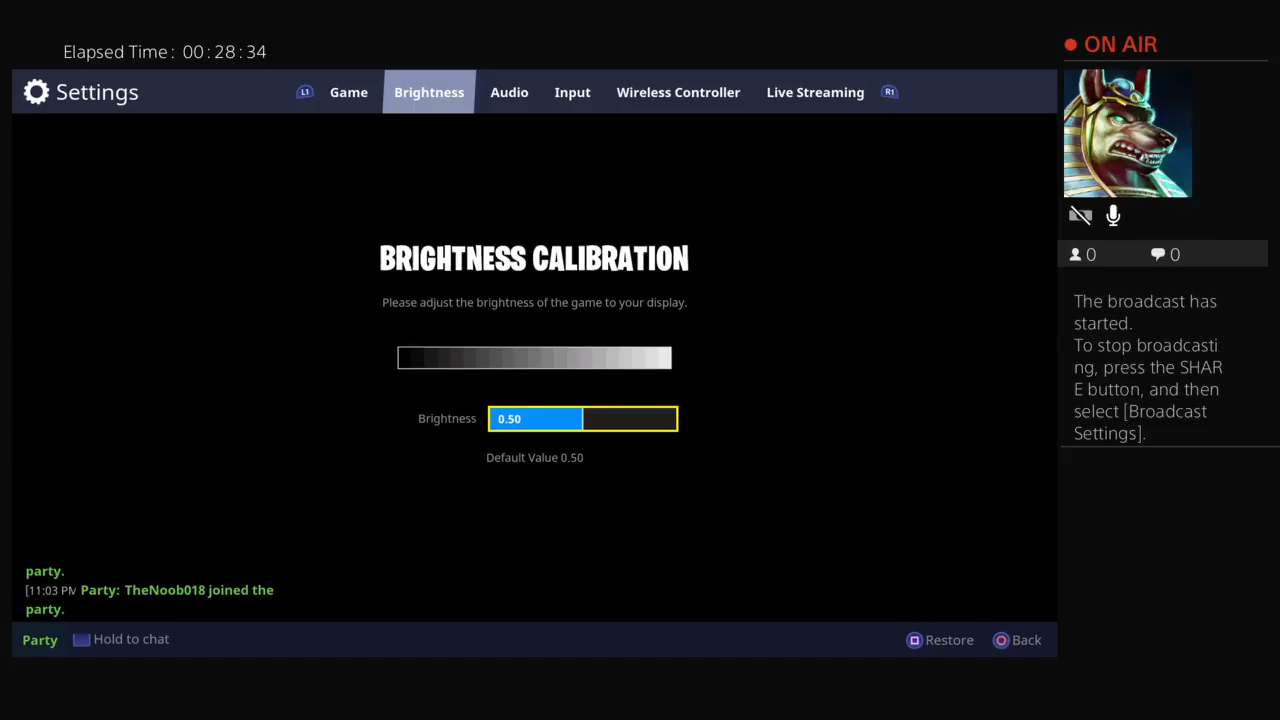 Elapsed Time: 00:28:34
ON AIR
Settings
L1 Game Brightness Audio Input Wireless Controller Live Streaming R1
0 0
BRIGHTNESS CALIBRATION
Please adjust the brightness of the game to your display.
Brightness 0.50
Default Value 0.50
The broadcast has
started.
To stop broadcasti
ng, press the SHAR
E button, and then
select [Broadcast
Settings].
party.
[11:03 PM Party: TheNoob018 joined the
party.
Party Hold to chat Restore Back